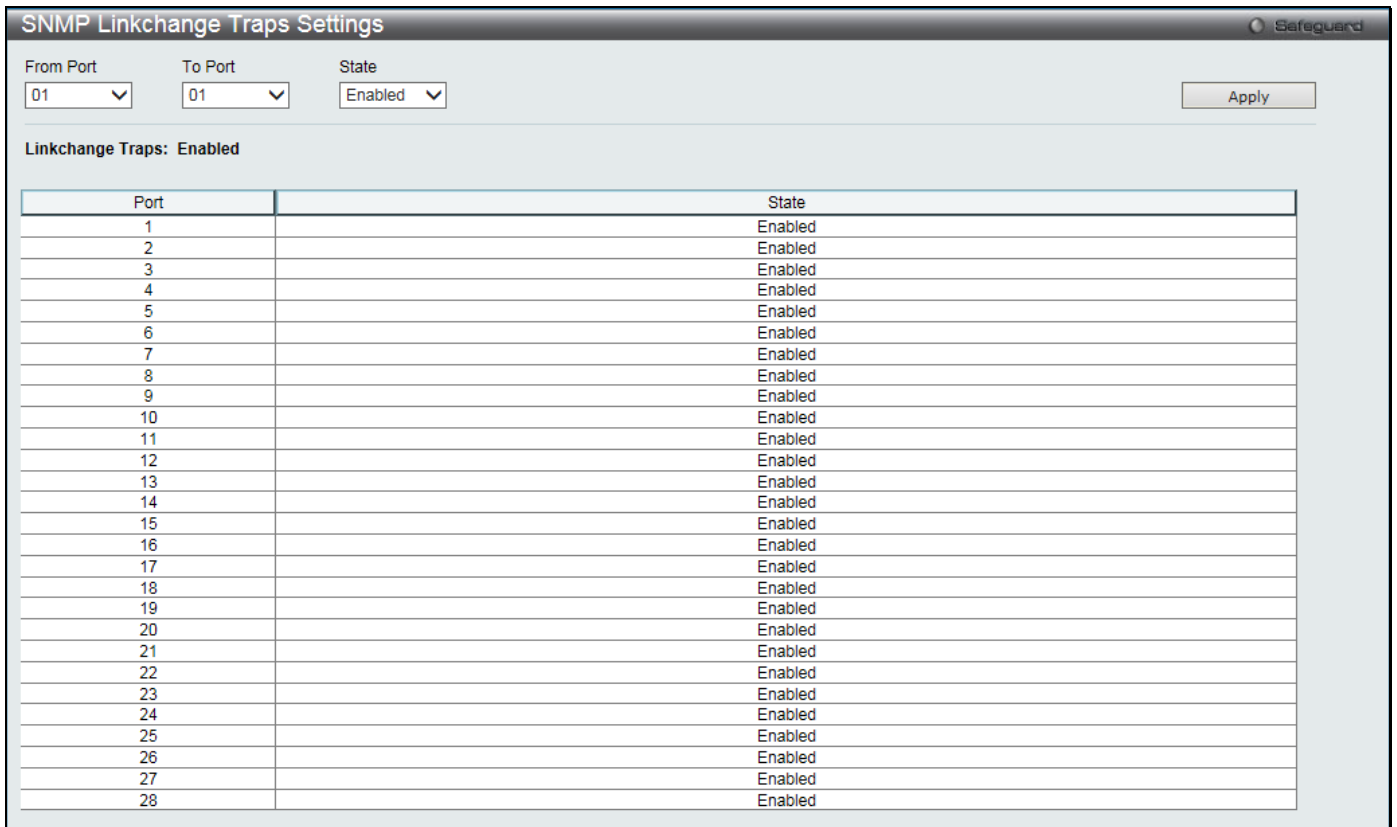 SNMP Linkchange Traps Settings
Safeguard
From Port To Port State
01 01 Enabled Apply
Linkchange Traps: Enabled
Port State
1 Enabled
2 Enabled
3 Enabled
4 Enabled
5 Enabled
6 Enabled
7 Enabled
8 Enabled
9 Enabled
10 Enabled
11 Enabled
12 Enabled
13 Enabled
14 Enabled
15 Enabled
16 Enabled
17 Enabled
18 Enabled
19 Enabled
20 Enabled
21 Enabled
22 Enabled
23 Enabled
24 Enabled
25 Enabled
26 Enabled
27 Enabled
28 Enabled